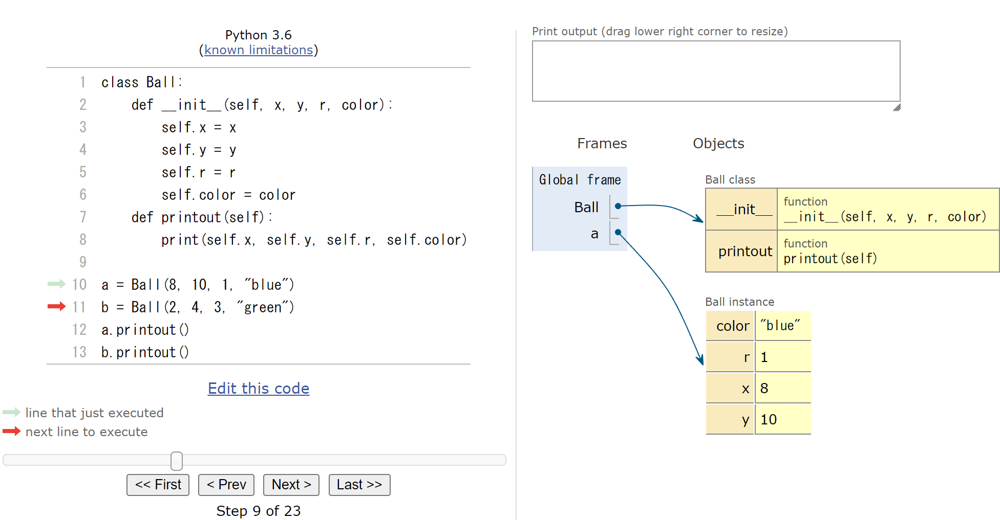 Python 3.6
(known limitations)
1 class Ball:
2     def __init__(self, x, y, r, color):
3         self.x = x
4         self.y = y
5         self.r = r
6         self.color = color
7     def printout(self):
8         print(self.x, self.y, self.r, self.color)
9
10 a = Ball(8, 10, 1, "blue")
11 b = Ball(2, 4, 3, "green")
12 a.printout()
13 b.printout()
Edit this code
line that just executed
next line to execute
<< First < Prev Next > Last >>
Step 9 of 23
Print output (drag lower right corner to resize)
Frames Objects
Global frame
Ball
a
Ball class
__init__ function
__init__(self, x, y, r, color)
printout function
printout(self)
Ball instance
color "blue"
r 1
x 8
y 10